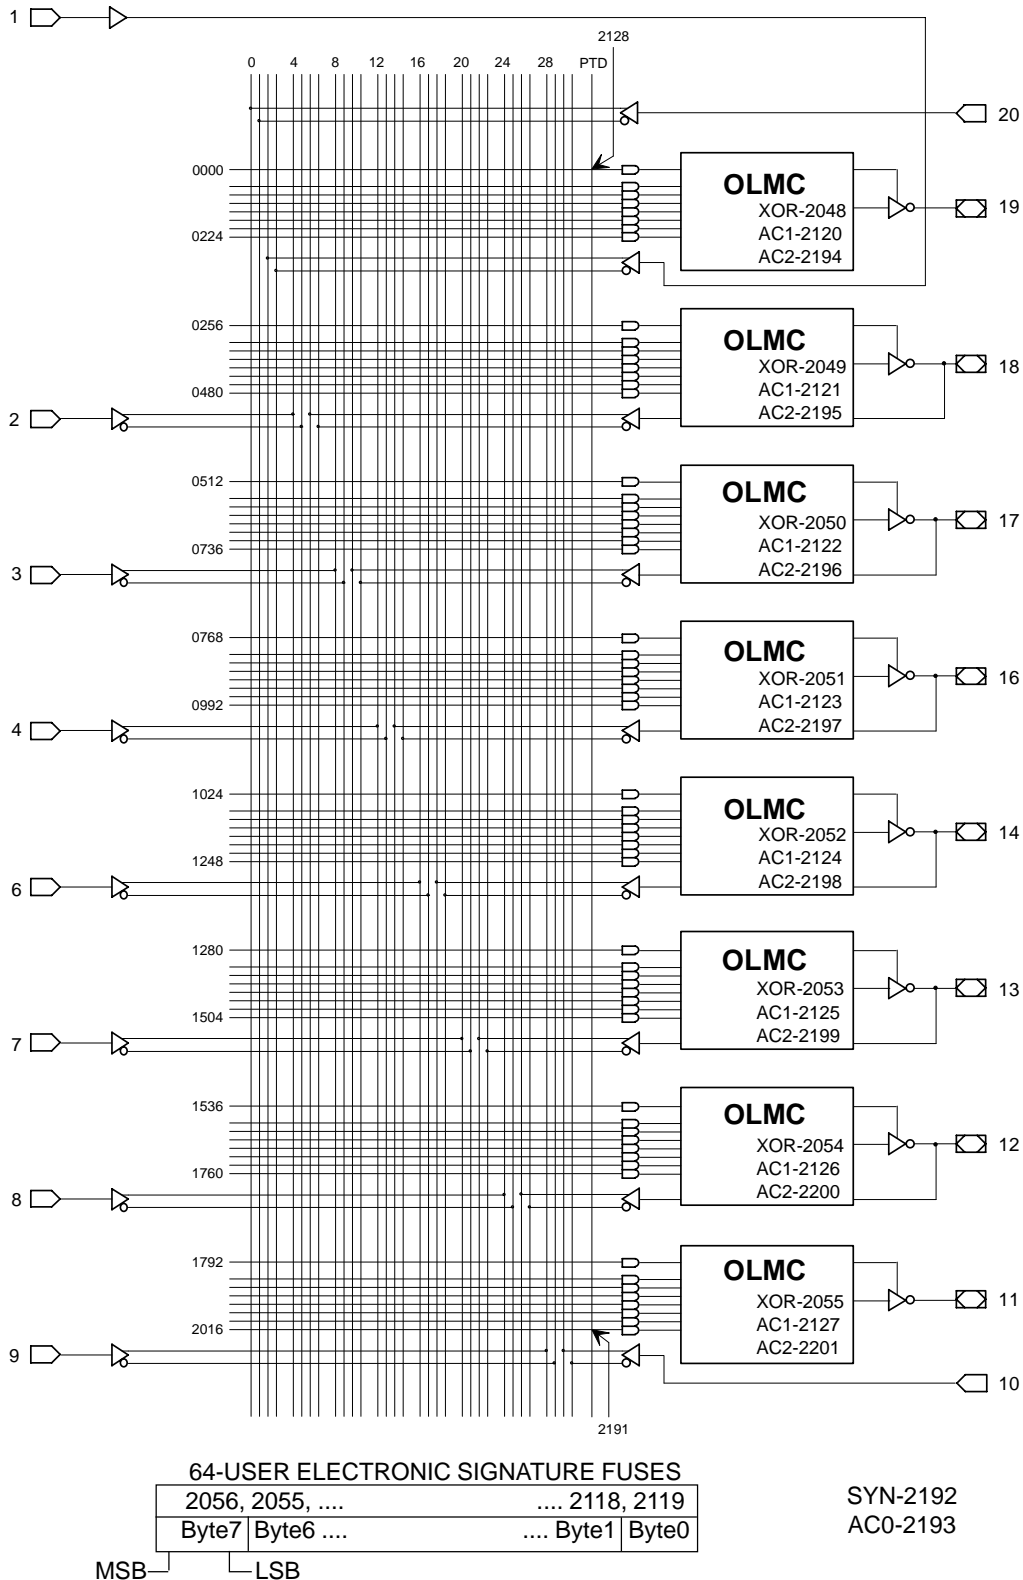 1
2128
0 4 8 12 16 20 24 28 PTD
20
0000
OLMC
XOR-2048
19
0224
AC1-2120
AC2-2194
0256
OLMC
XOR-2049
18
0480
AC1-2121
AC2-2195
2
0512
OLMC
XOR-2050
17
0736
AC1-2122
AC2-2196
3
0768
OLMC
XOR-2051
16
0992
AC1-2123
AC2-2197
4
1024
OLMC
XOR-2052
14
1248
AC1-2124
AC2-2198
6
1280
OLMC
XOR-2053
13
1504
AC1-2125
AC2-2199
7
1536
OLMC
XOR-2054
12
1760
AC1-2126
AC2-2200
8
1792
OLMC
XOR-2055
11
2016
AC1-2127
AC2-2201
9
10
2191
64-USER ELECTRONIC SIGNATURE FUSES
2056, 2055, .... .... 2118, 2119
Byte7 Byte6 .... .... Byte1 Byte0
MSB LSB
SYN-2192
AC0-2193